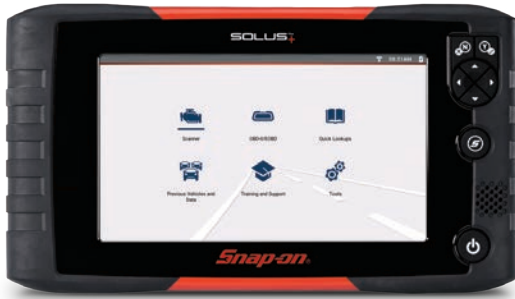 SOLUS+
Scanner
OBD-II/EOBD
Quick Lookups
Previous Vehicles and
Data
Training and Support
Tools
N
Y
S
Snap-on®